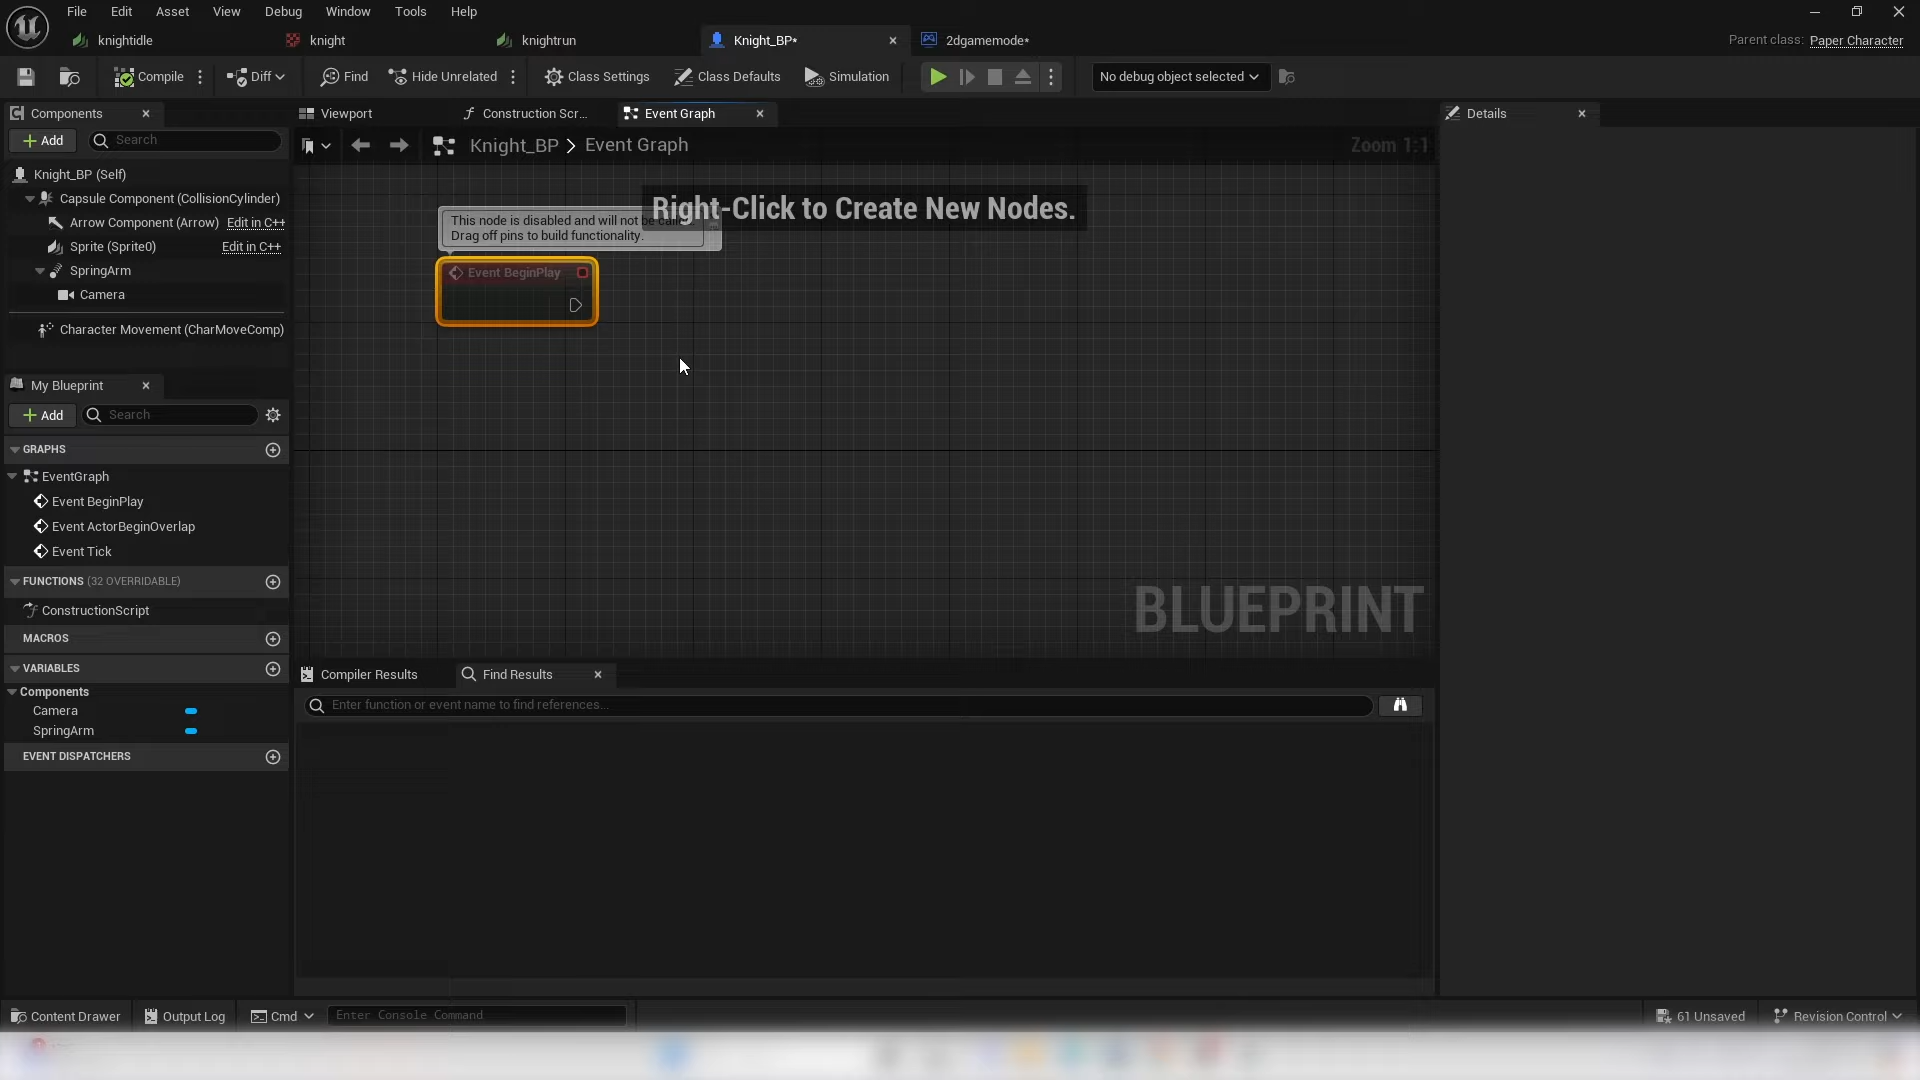 File Edit Asset View Debug Window Tools Help
knightidle knight knightrun Knight_BP* 2dgamemode* Parent class: Paper Character
Compile Diff Find Hide Unrelated Class Settings Class Defaults Simulation No debug object selected
Components
Add Search
Knight_BP (Self)
Capsule Component (CollisionCylinder)
Arrow Component (Arrow) Edit in C++
Sprite (Sprite0) Edit in C++
SpringArm
Camera
Character Movement (CharMoveComp)
My Blueprint
Add Search
GRAPHS
EventGraph
Event BeginPlay
Event ActorBeginOverlap
Event Tick
FUNCTIONS (32 OVERRIDABLE)
ConstructionScript
MACROS
VARIABLES
Components
Camera
SpringArm
EVENT DISPATCHERS
Viewport Construction Scr... Event Graph
Knight_BP > Event Graph Zoom 1:1
Right-Click to Create New Nodes.
This node is disabled and will not be
Drag off pins to build functionality.
Event BeginPlay
BLUEPRINT
Compiler Results Find Results
Enter function or event name to find references...
Details
Content Drawer Output Log Cmd Enter Console Command 61 Unsaved Revision Control